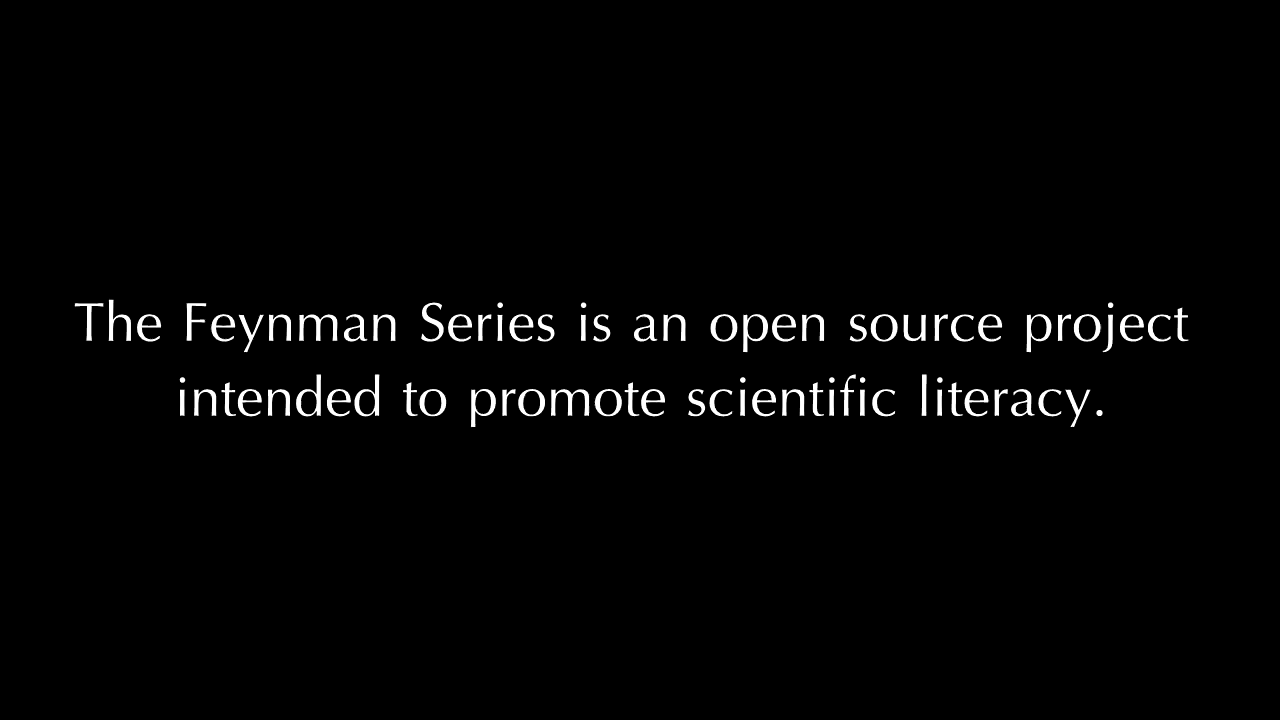 The Feynman Series is an open source project
intended to promote scientific literacy.